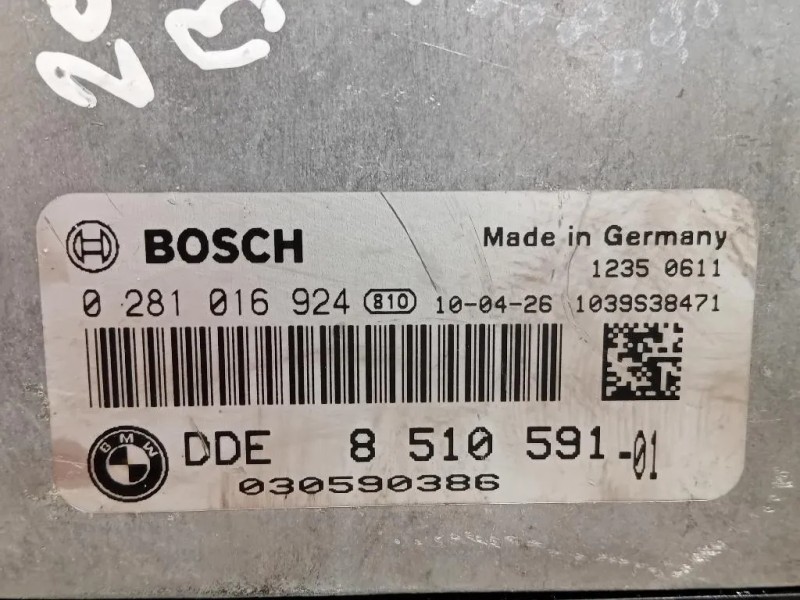 BOSCH
Made in Germany
1235 0611
0 281 016 924 810 10-04-26 1039S38471
BMW
DDE 8 510 591-01
030590386